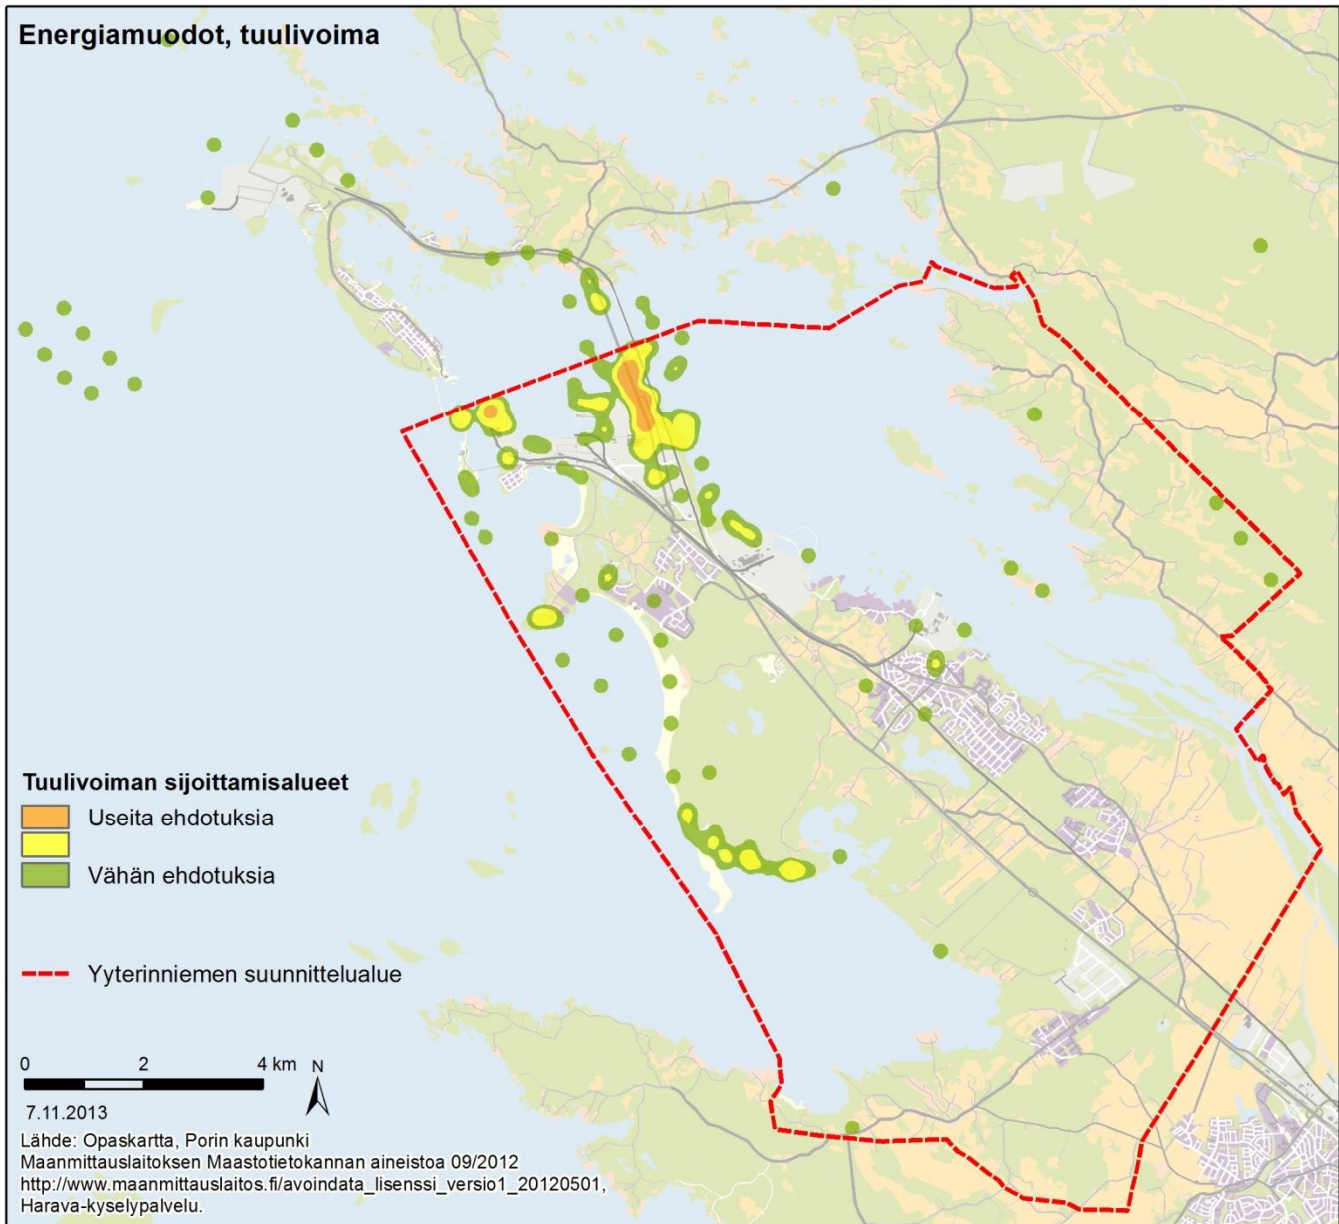 Energiamuodot, tuulivoima
Tuulivoiman sijoittamisalueet
Useita ehdotuksia
Vähän ehdotuksia
Yyterinniemen suunnittelualue
0 2 4 km N
7.11.2013
Lähde: Opaskartta, Porin kaupunki
Maanmittauslaitoksen Maastotietokannan aineistoa 09/2012
http://www.maanmittauslaitos.fi/avoindata_lisenssi_versio1_20120501,
Harava-kyselypalvelu.